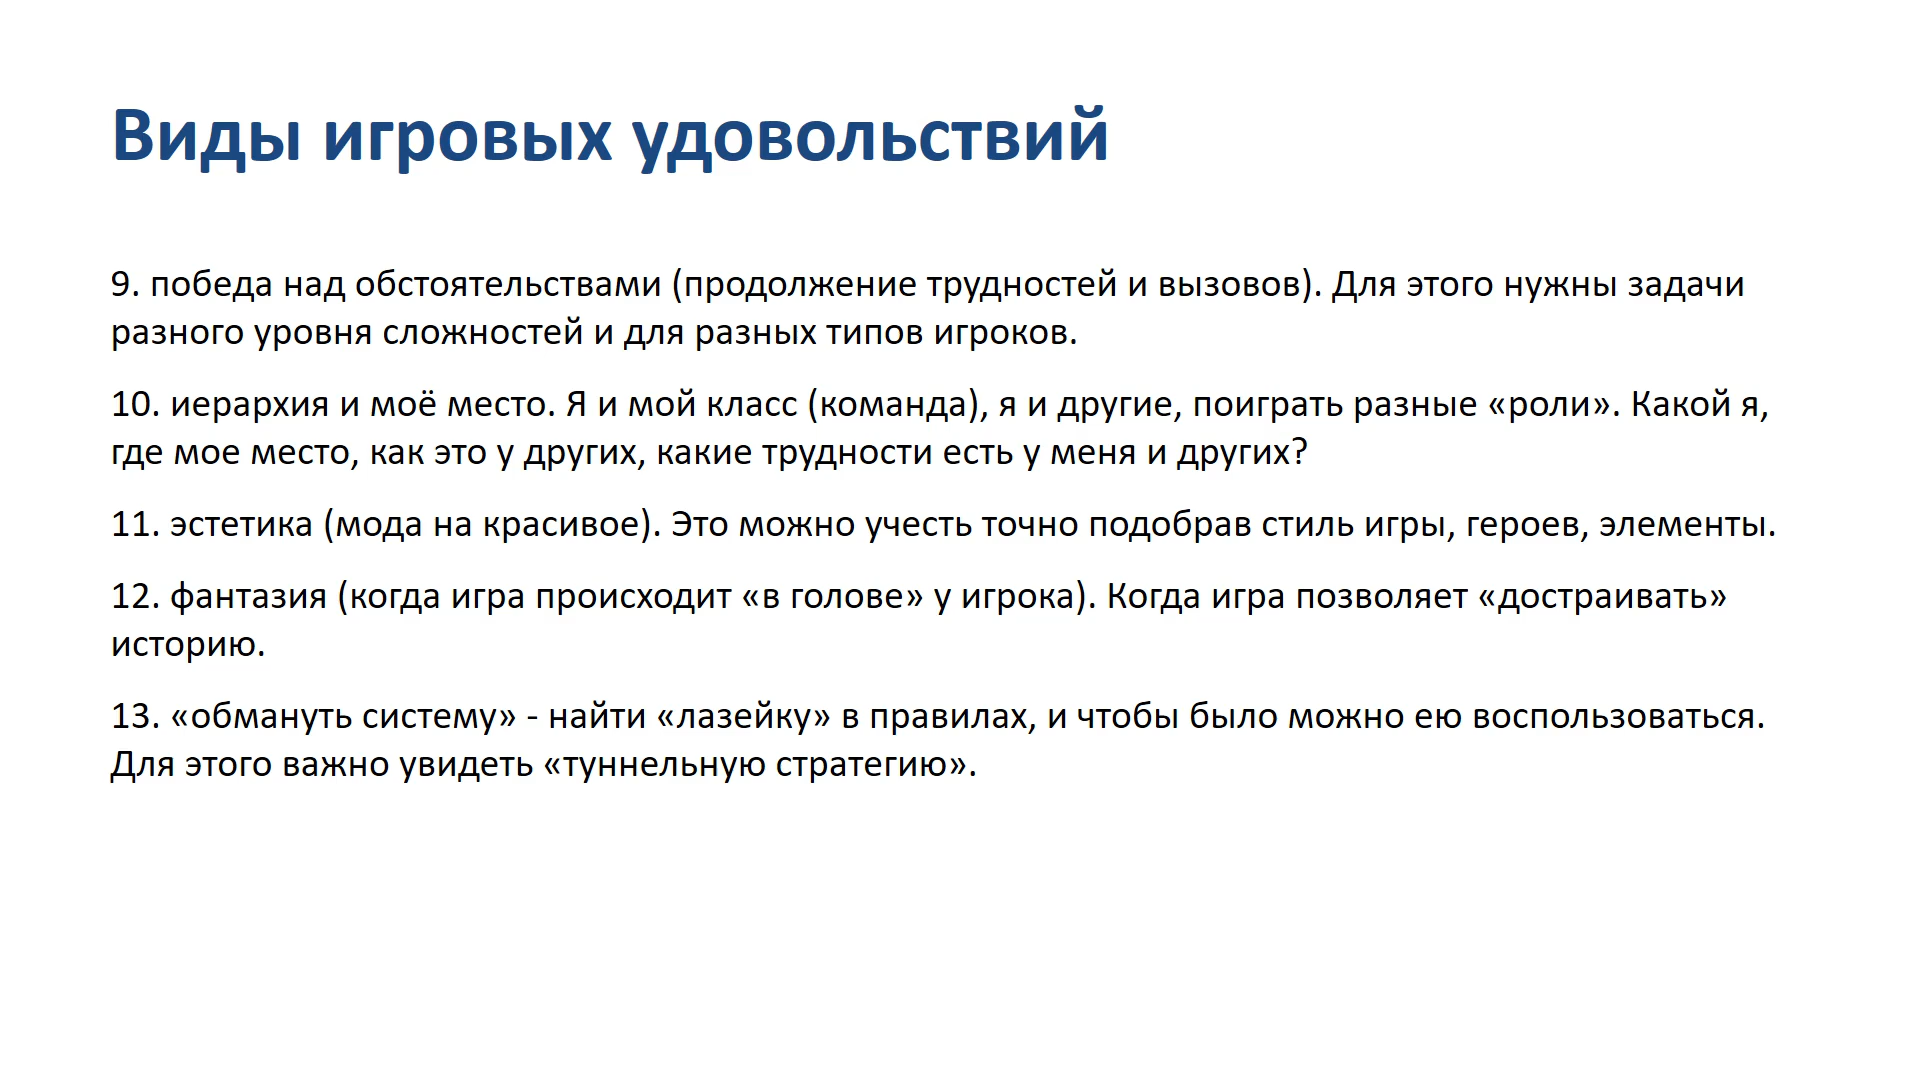 Виды игровых удовольствий
9. победа над обстоятельствами (продолжение трудностей и вызовов). Для этого нужны задачи
разного уровня сложностей и для разных типов игроков.
10. иерархия и моё место. Я и мой класс (команда), я и другие, поиграть разные «роли». Какой я,
где мое место, как это у других, какие трудности есть у меня и других?
11. эстетика (мода на красивое). Это можно учесть точно подобрав стиль игры, героев, элементы.
12. фантазия (когда игра происходит «в голове» у игрока). Когда игра позволяет «достраивать»
историю.
13. «обмануть систему» - найти «лазейку» в правилах, и чтобы было можно ею воспользоваться.
Для этого важно увидеть «туннельную стратегию».